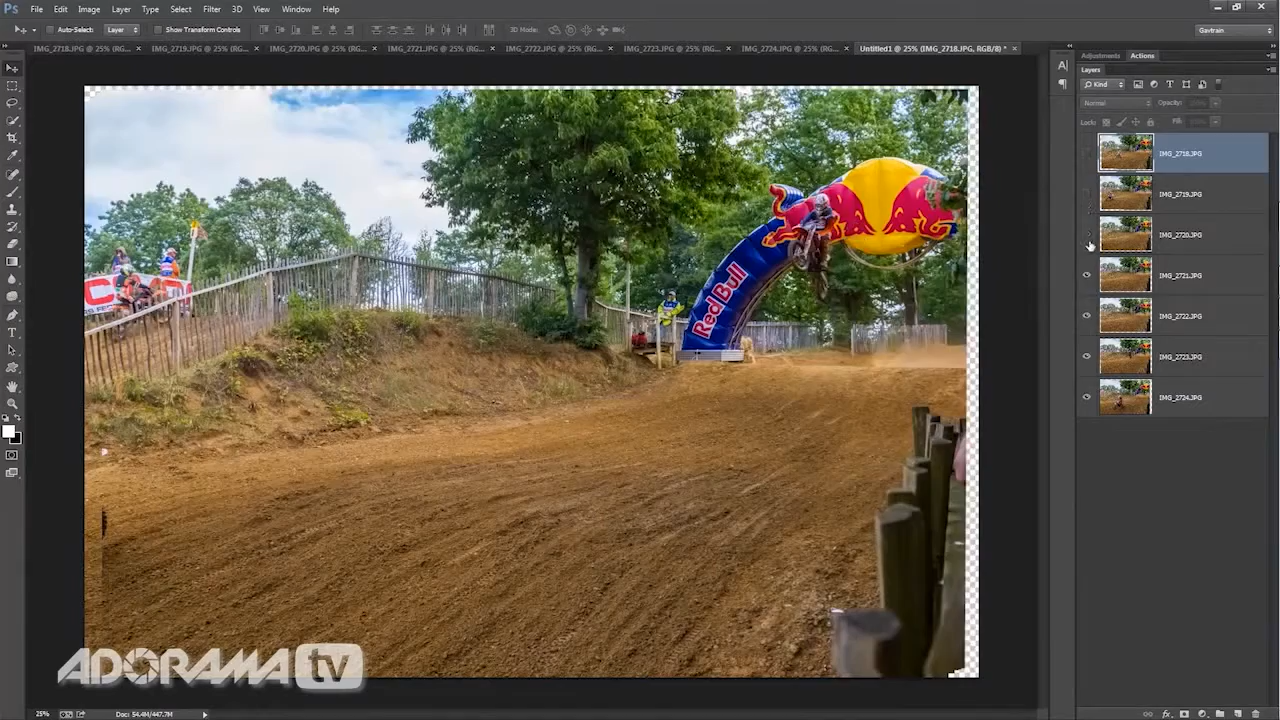 Ps File Edit Image Layer Type Select Filter 3D View Window Help
Auto-Select: Layer Show Transform Controls 3D Mode: Gavtrain
IMG_2718.JPG @ 25% (RG... × IMG_2719.JPG @ 25% (RG... × IMG_2720.JPG @ 25% (RG... × IMG_2721.JPG @ 25% (RG... × IMG_2722.JPG @ 25% (RG... × IMG_2723.JPG @ 25% (RG... × IMG_2724.JPG @ 25% (RG... × Untitled1 @ 25% (IMG_2718.JPG, RGB/8) * ×
Adjustments Actions
Layers
Kind
Normal Opacity:
Lock: Fill:
IMG_2718.JPG
IMG_2719.JPG
IMG_2720.JPG
IMG_2721.JPG
IMG_2722.JPG
IMG_2723.JPG
IMG_2724.JPG
Red Bull
ADORAMA tv
25% Doc: 54.4M/447.7M